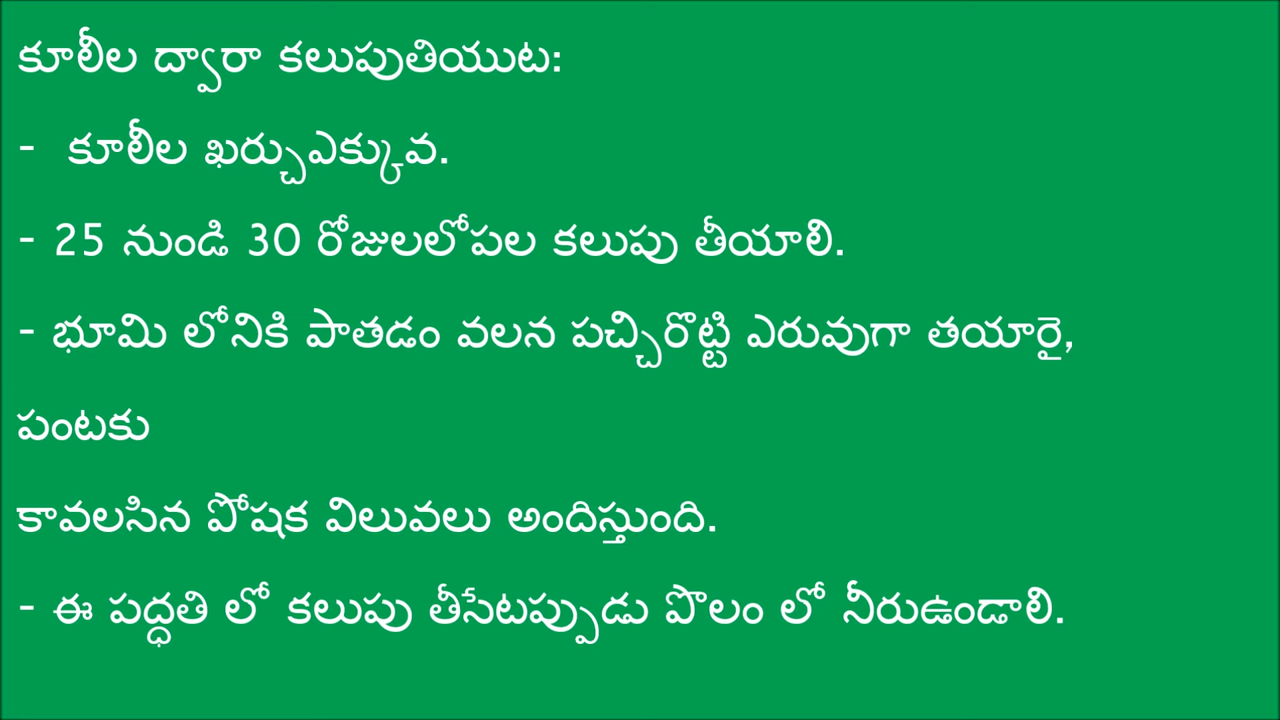 కూలీల ద్వారా కలుపుతియుట:
- కూలీల ఖర్చుఎక్కువ.
- 25 నుండి 30 రోజులలోపల కలుపు తీయాలి.
- భూమి లోనికి పాతడం వలన పచ్చిరొట్టి ఎరువుగా తయారై,
పంటకు
కావలసిన పోషక విలువలు అందిస్తుంది.
- ఈ పద్ధతి లో కలుపు తీసేటప్పుడు పొలం లో నీరుఉండాలి.